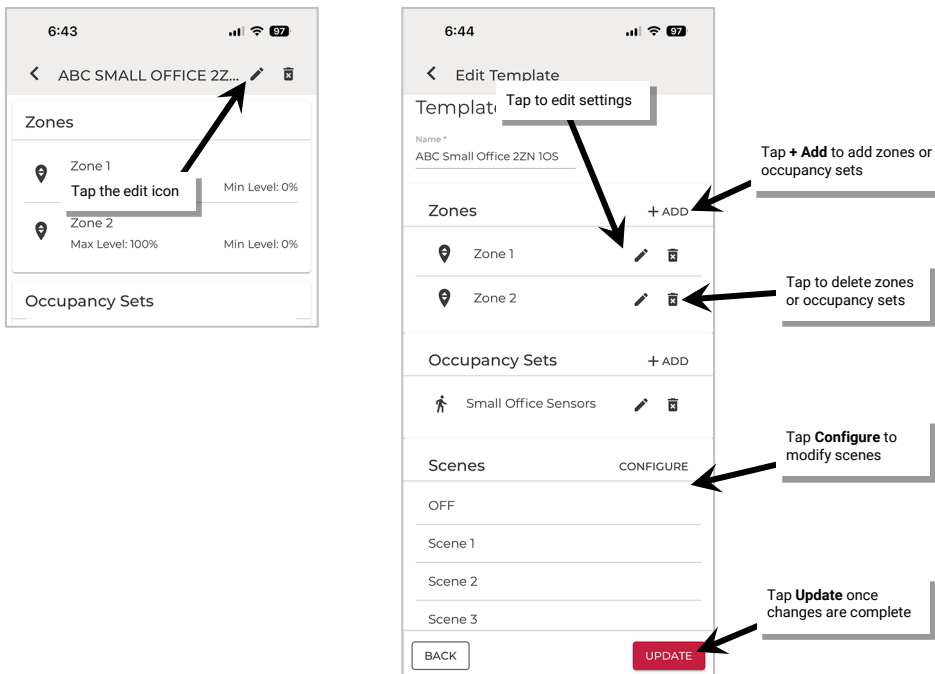 6:43
97
ABC SMALL OFFICE 2Z...
Zones
Zone 1
Tap the edit icon
Min Level: 0%
Zone 2
Max Level: 100%
Min Level: 0%
Occupancy Sets
6:44
97
Edit Template
Tap to edit settings
Name *
ABC Small Office 2ZN 1OS
Tap + Add to add zones or
occupancy sets
Zones
+ ADD
Zone 1
Zone 2
Tap to delete zones
or occupancy sets
Occupancy Sets
+ ADD
Small Office Sensors
Tap Configure to
modify scenes
Scenes
CONFIGURE
OFF
Scene 1
Scene 2
Scene 3
Tap Update once
changes are complete
BACK
UPDATE